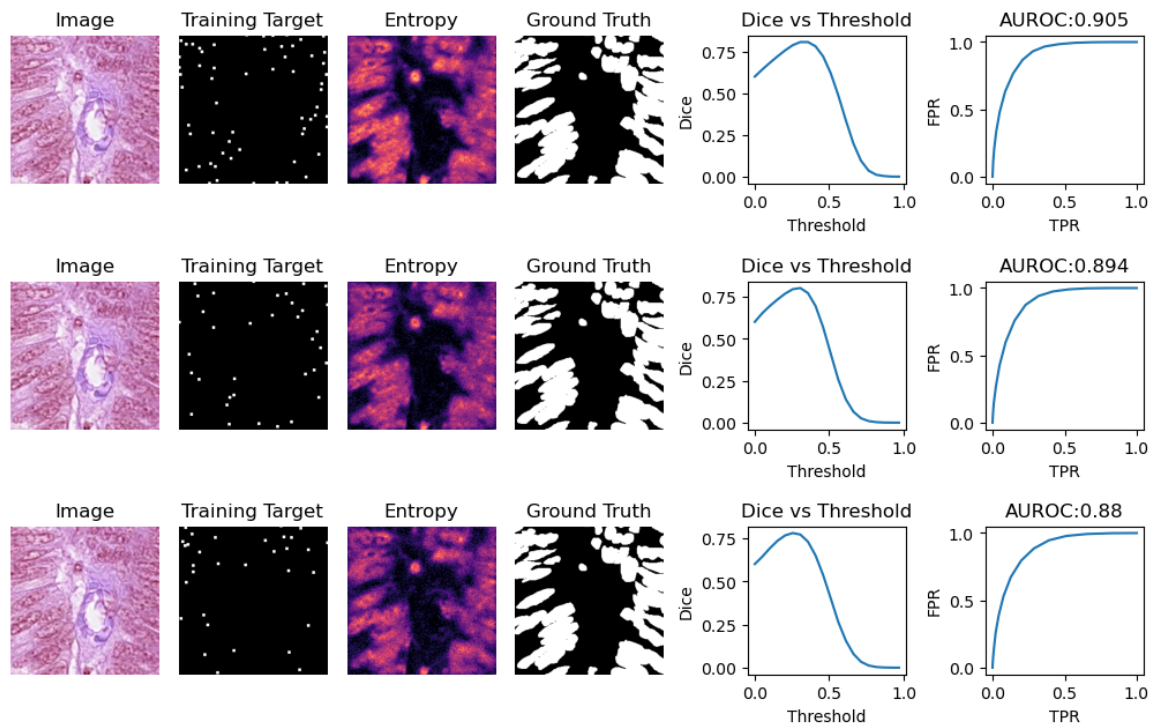 Image Training Target Entropy Ground Truth Dice vs Threshold AUROC:0.905
0.75
0.50
0.25
0.00
Dice
0.0 0.5 1.0
Threshold
1.0
0.5
0.0
FPR
0.0 0.5 1.0
TPR
Image Training Target Entropy Ground Truth Dice vs Threshold AUROC:0.894
0.75
0.50
0.25
0.00
Dice
0.0 0.5 1.0
Threshold
1.0
0.5
0.0
FPR
0.0 0.5 1.0
TPR
Image Training Target Entropy Ground Truth Dice vs Threshold AUROC:0.88
0.75
0.50
0.25
0.00
Dice
0.0 0.5 1.0
Threshold
1.0
0.5
0.0
FPR
0.0 0.5 1.0
TPR